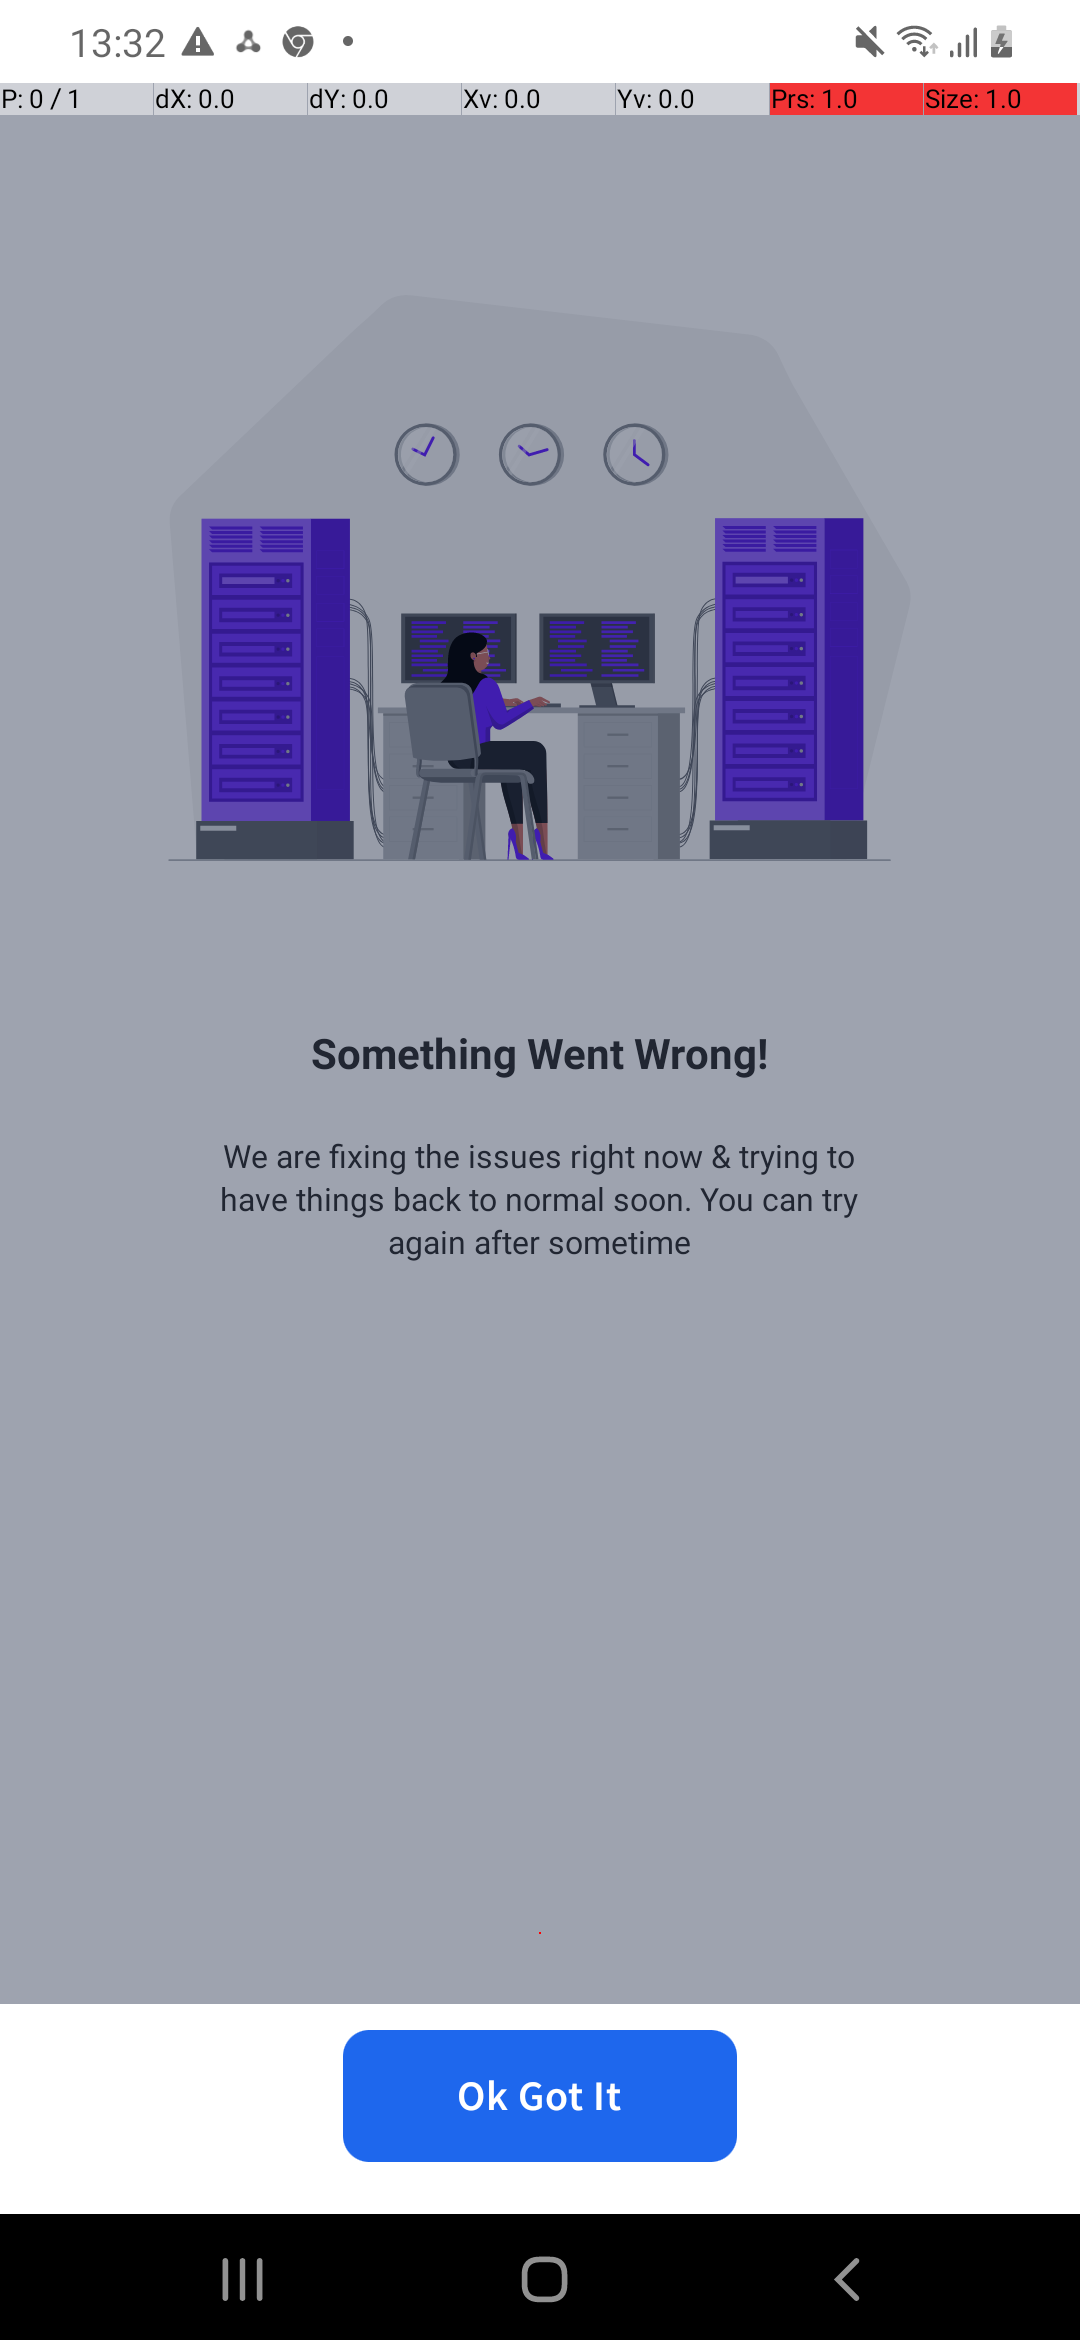 13:32
P: 0 / 1 dX: 0.0 dY: 0.0 Xv: 0.0 Yv: 0.0 Prs: 1.0 Size: 1.0
Something Went Wrong!
We are fixing the issues right now & trying to
have things back to normal soon. You can try
again after sometime
Ok Got It